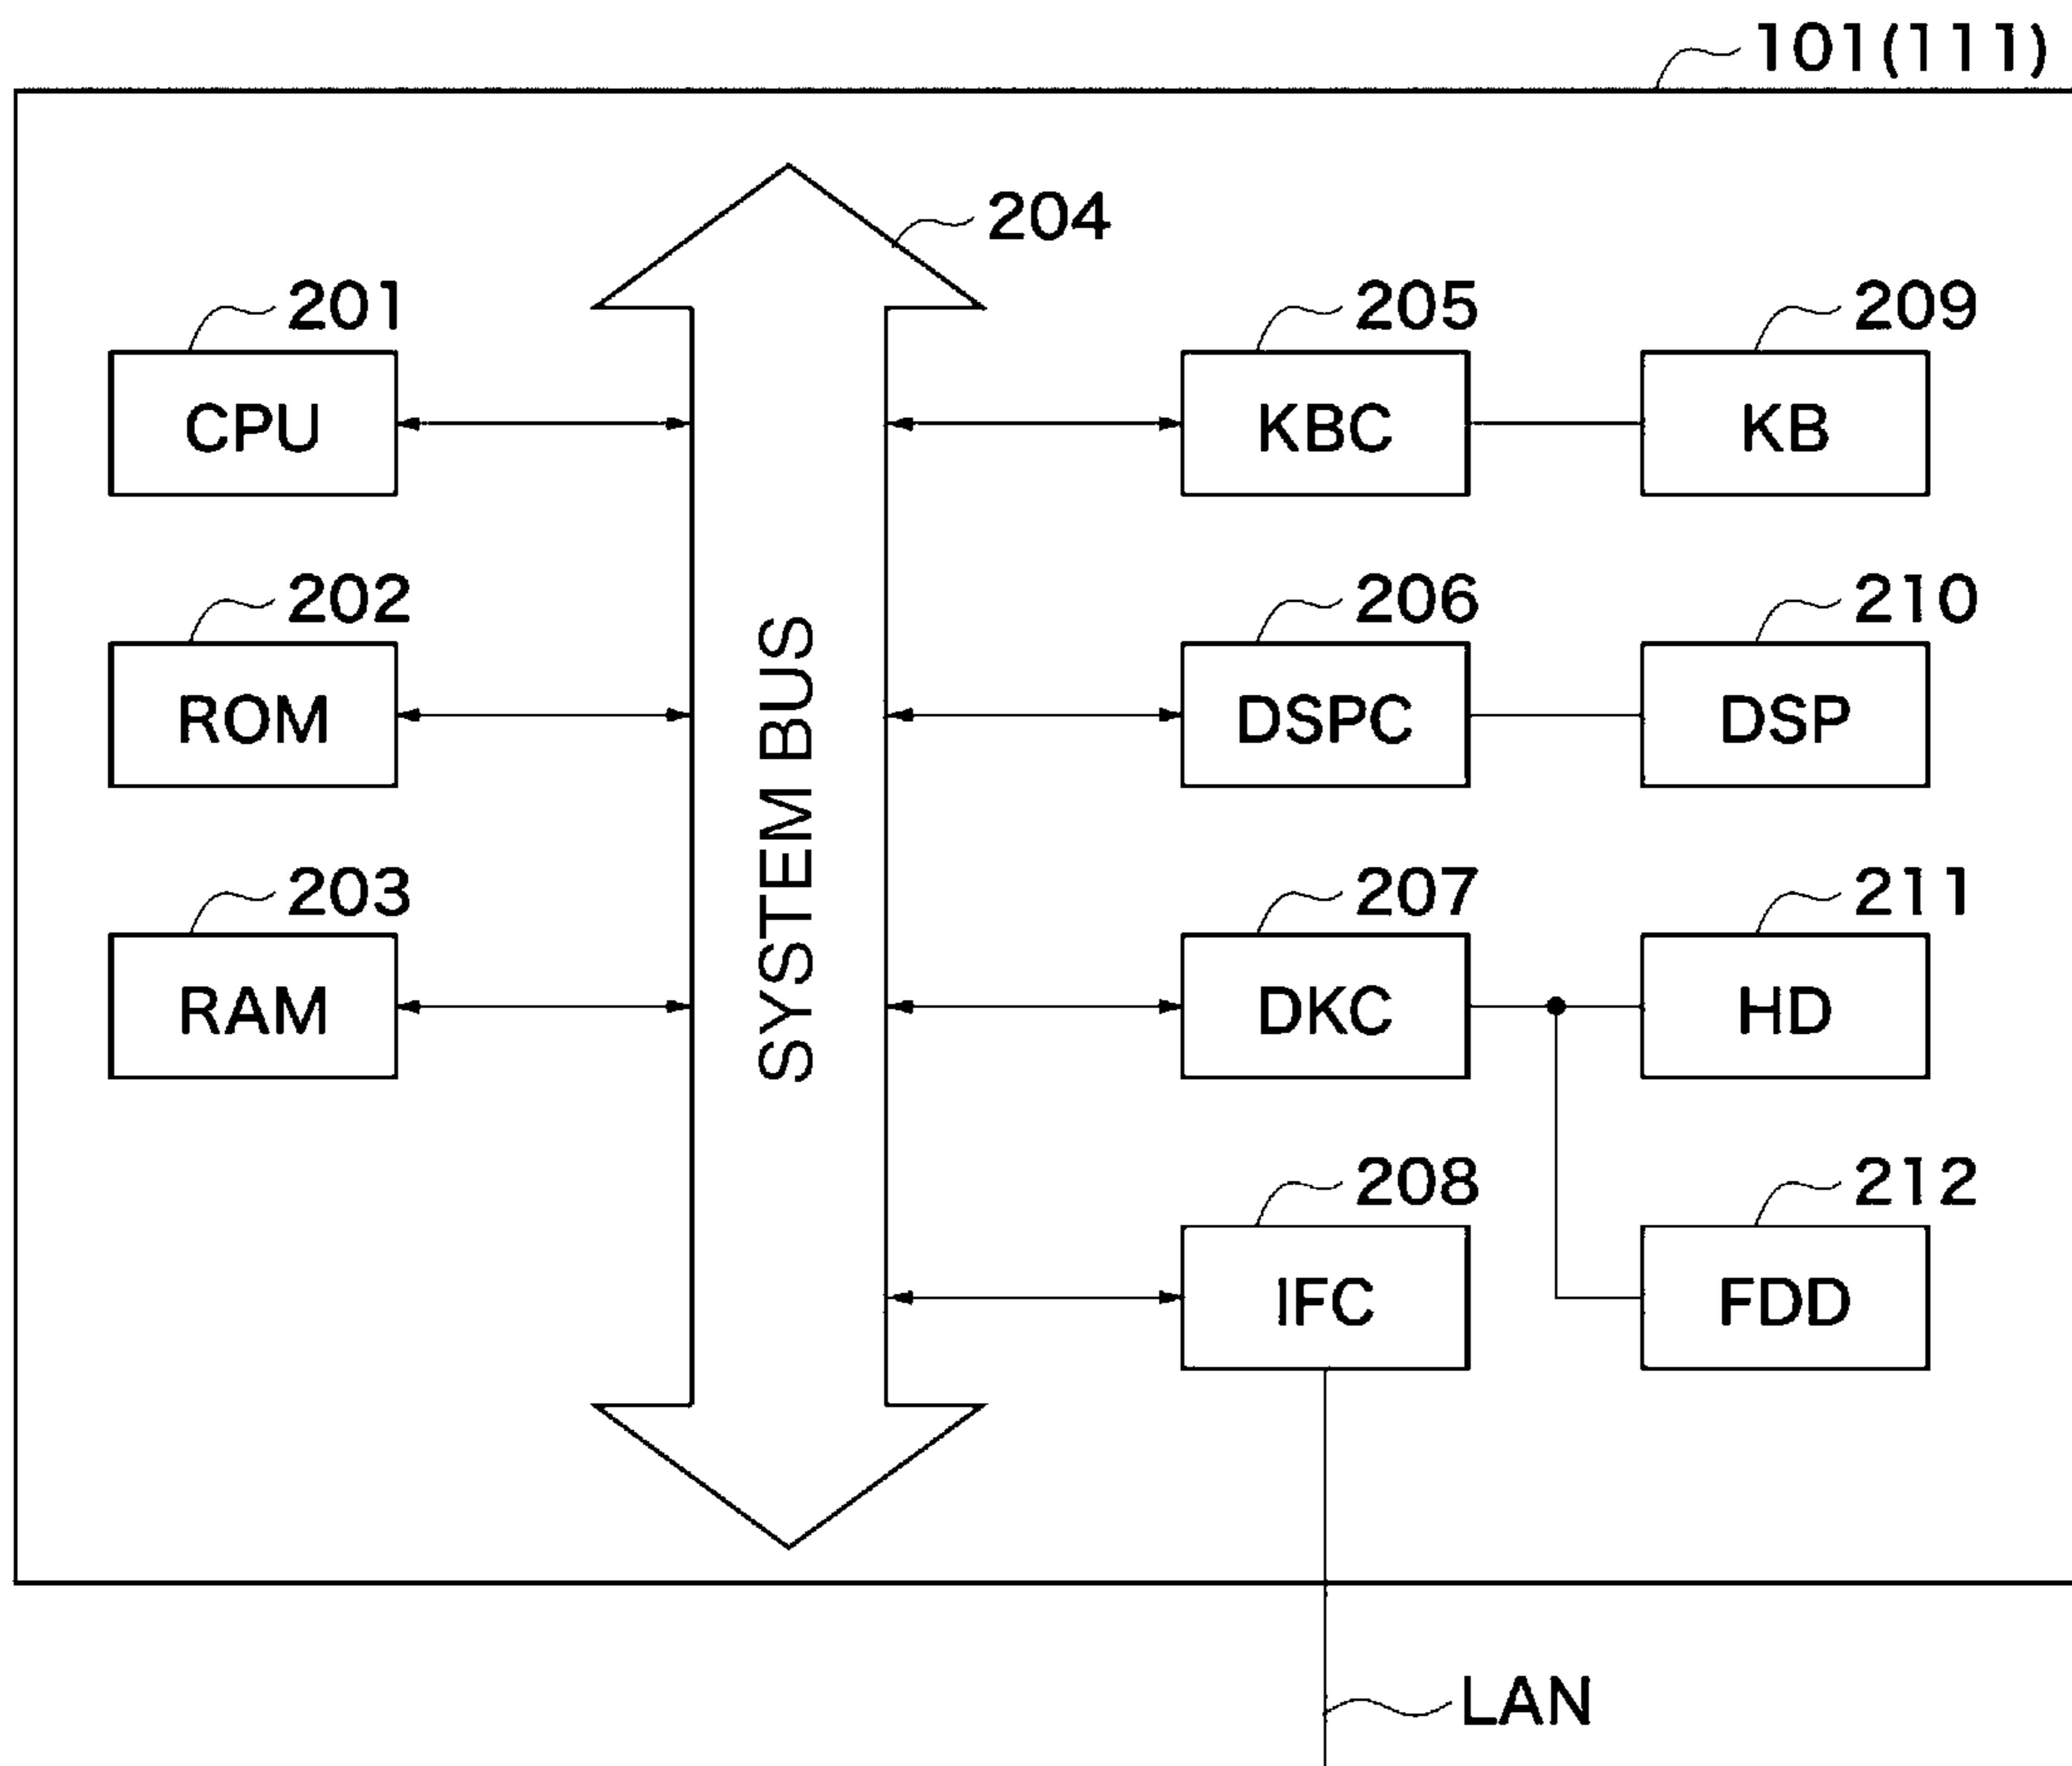 101(111)
204
201
205
209
CPU
KBC
KB
202
206
210
ROM
DSPC
DSP
SYSTEM BUS
203
207
211
RAM
DKC
HD
208
212
IFC
FDD
LAN